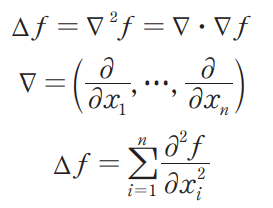 Δf = ∇²f = ∇ · ∇f
∇ = (∂/∂x₁, ⋯, ∂/∂xₙ)
Δf = ∑ᵢ₌₁ⁿ ∂²f/∂xᵢ²